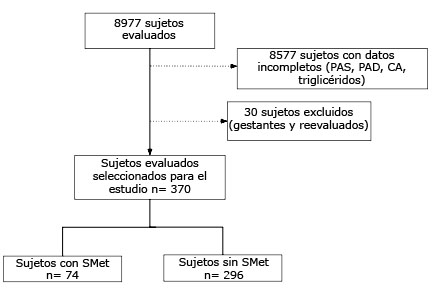 8977 sujetos
evaluados
8577 sujetos con datos
incompletos (PAS, PAD, CA,
triglicéridos)
30 sujetos excluidos
(gestantes y reevaluados)
Sujetos evaluados
seleccionados para el
estudio n= 370
Sujetos con SMet
n= 74
Sujetos sin SMet
n= 296